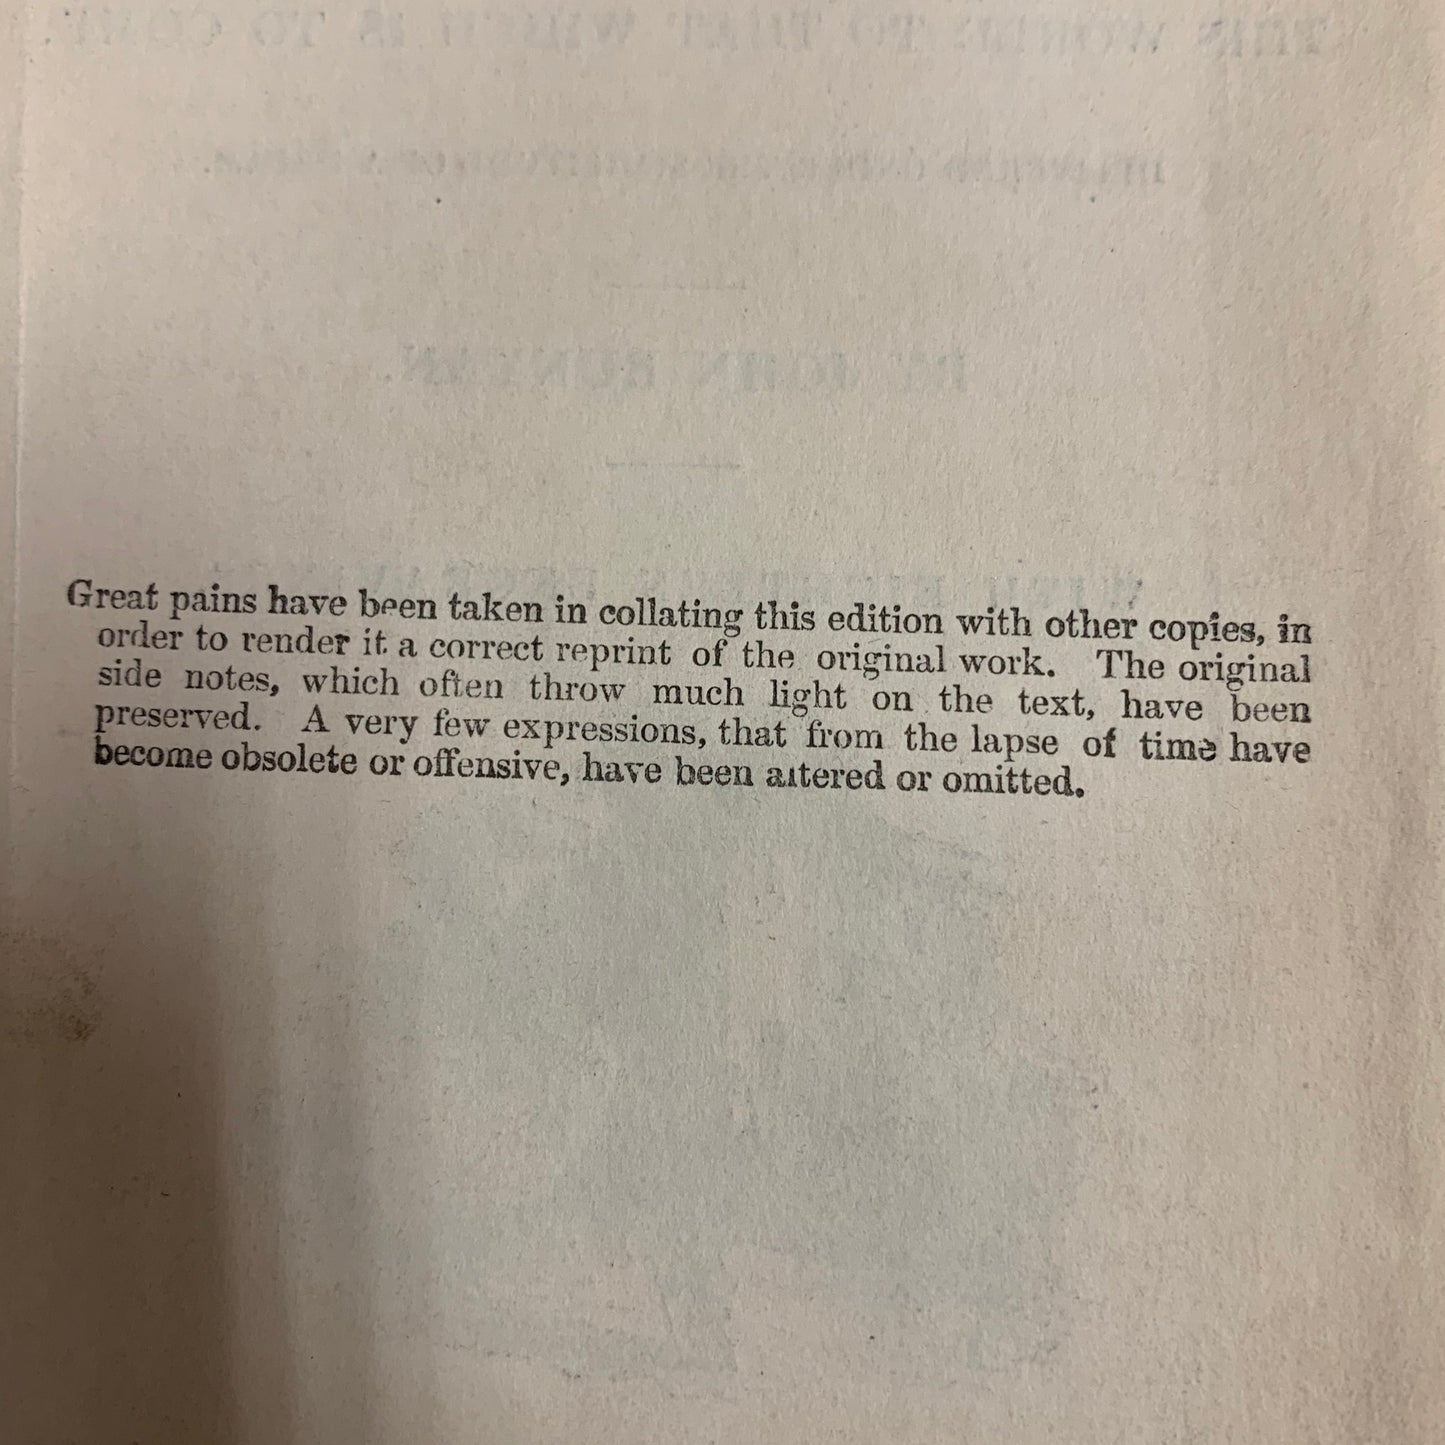 Great pains have been taken in collating this edition with other copies, in
order to render it a correct reprint of the original work. The original
side notes, which often throw much light on the text, have been
preserved. A very few expressions, that from the lapse of time have
become obsolete or offensive, have been altered or omitted.